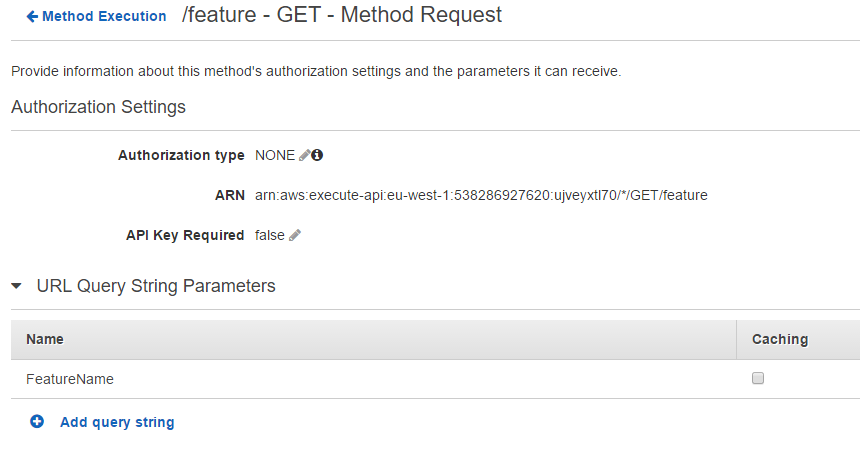 Method Execution /feature - GET - Method Request
Provide information about this method's authorization settings and the parameters it can receive.
Authorization Settings
Authorization type NONE
ARN arn:aws:execute-api:eu-west-1:538286927620:ujveyxtl70/*/GET/feature
API Key Required false
URL Query String Parameters
Name Caching
FeatureName
Add query string